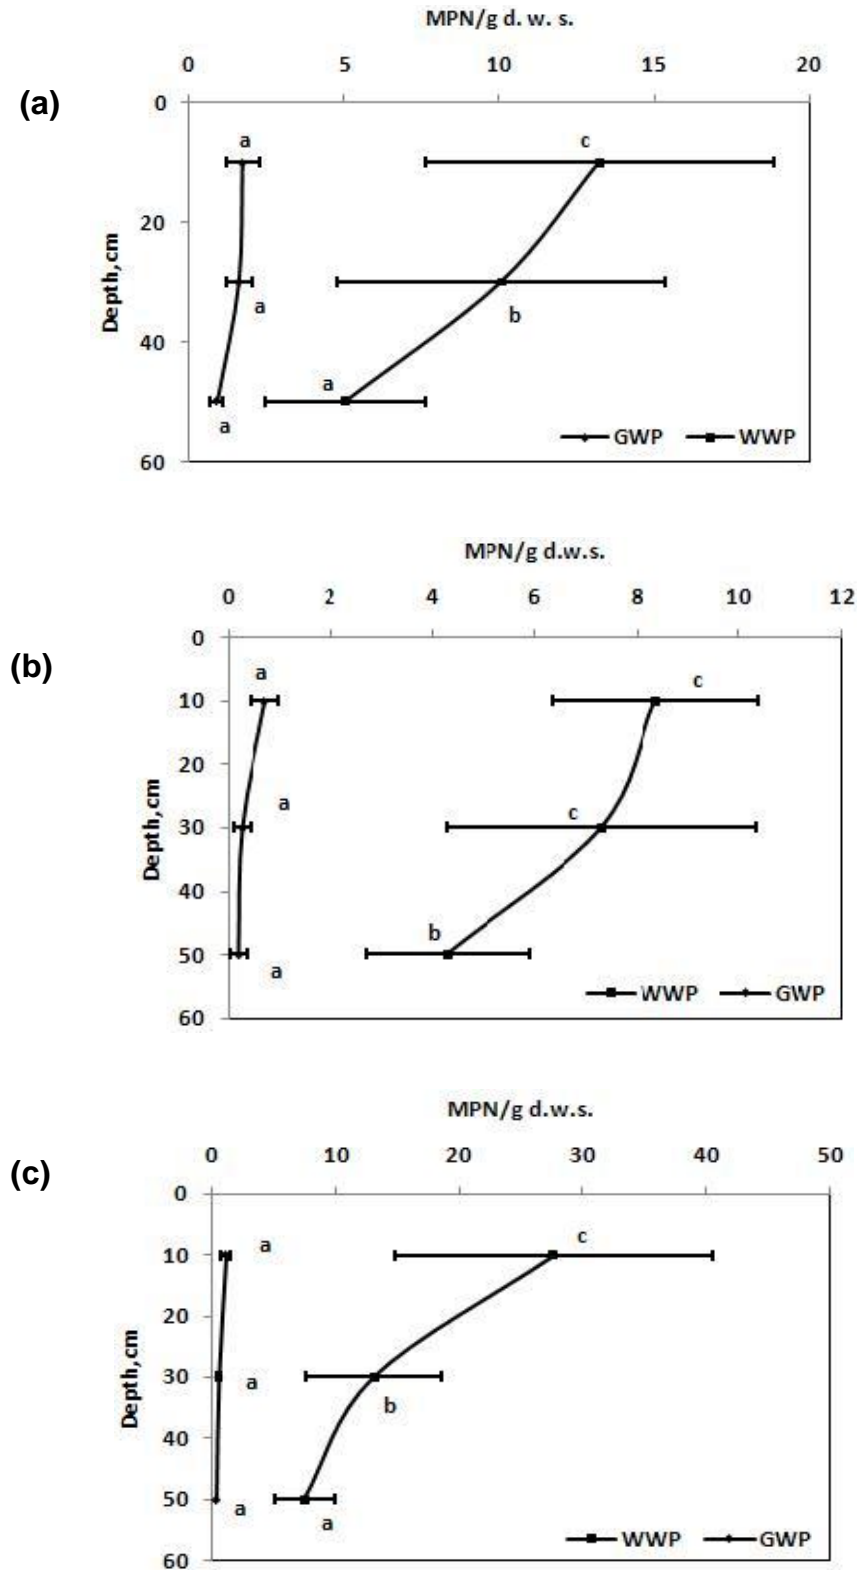 MPN/g d. w. s.
0 5 10 15 20
(a)
0
a c
20
Depth,cm
a b
40
a
a
GWP WWP
60
MPN/g d.w.s.
0 2 4 6 8 10 12
(b)
0
a c
10
20
Depth,cm
a c
30
40
b
50
a
WWP GWP
60
MPN/g d.w.s.
0 10 20 30 40 50
(c)
0
a c
10
20
Depth,cm
30
a b
40
50
a a
WWP GWP
60